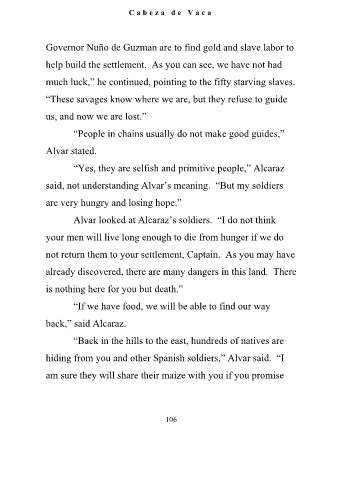 Cabeza de Vaca
Governor Nuño de Guzman are to find gold and slave labor to
help build the settlement.  As you can see, we have not had
much luck,” he continued, pointing to the fifty starving slaves.
“These savages know where we are, but they refuse to guide
us, and now we are lost.”
“People in chains usually do not make good guides,”
Alvar stated.
“Yes, they are selfish and primitive people,” Alcaraz
said, not understanding Alvar’s meaning.  “But my soldiers
are very hungry and losing hope.”
Alvar looked at Alcaraz’s soldiers.  “I do not think
your men will live long enough to die from hunger if we do
not return them to your settlement, Captain.  As you may have
already discovered, there are many dangers in this land.  There
is nothing here for you but death.”
“If we have food, we will be able to find our way
back,” said Alcaraz.
“Back in the hills to the east, hundreds of natives are
hiding from you and other Spanish soldiers,” Alvar said.  “I
am sure they will share their maize with you if you promise
106